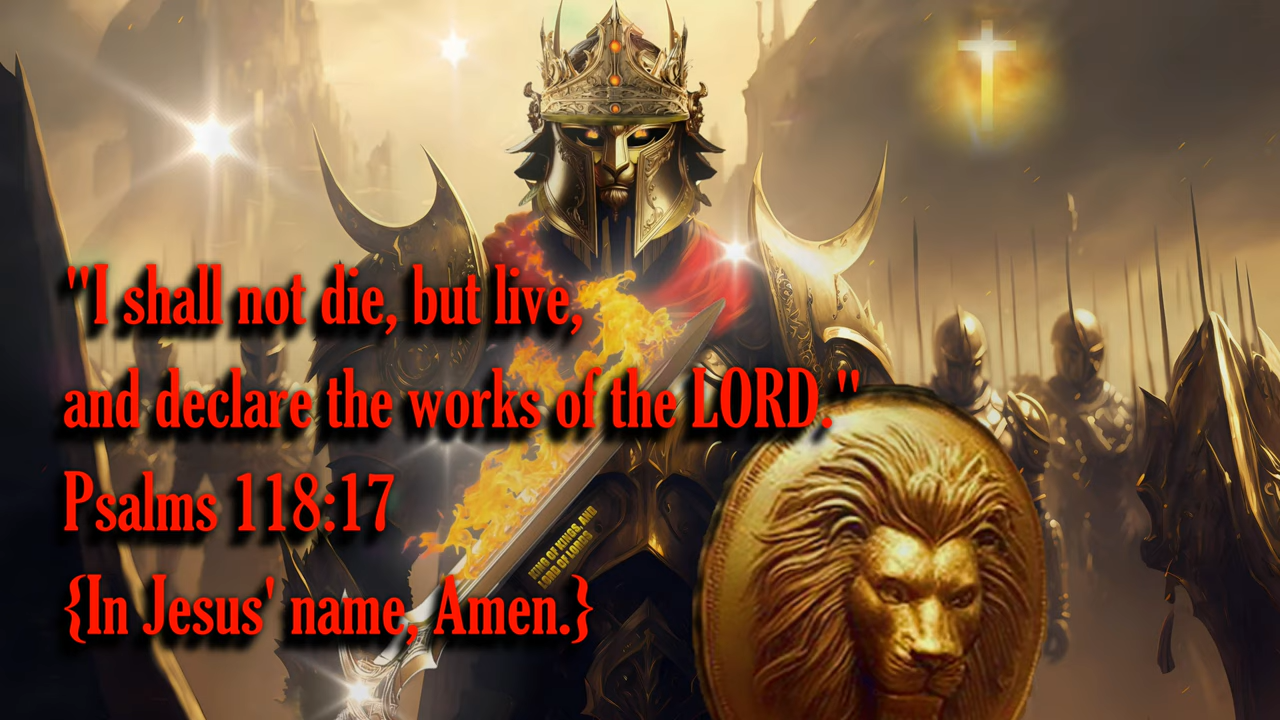 "I shall not die, but live,
and declare the works of the LORD."
Psalms 118:17
{In Jesus' name, Amen.}
KING OF KINGS, AND
LORD OF LORDS